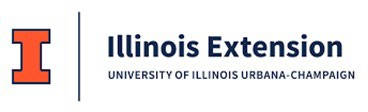 I
Illinois Extension
UNIVERSITY OF ILLINOIS URBANA-CHAMPAIGN